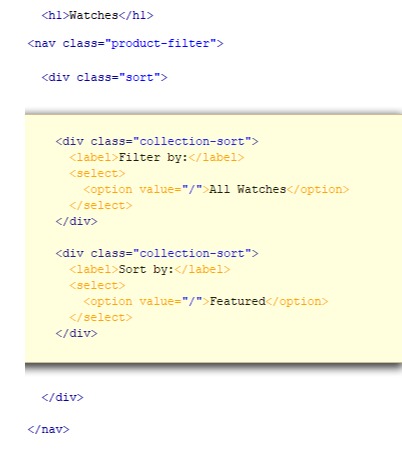 <h1>Watches</h1>
<nav class="product-filter">
<div class="sort">
<div class="collection-sort">
<label>Filter by:</label>
<select>
<option value="/">All Watches</option>
</select>
</div>
<div class="collection-sort">
<label>Sort by:</label>
<select>
<option value="/">Featured</option>
</select>
</div>
</div>
</nav>